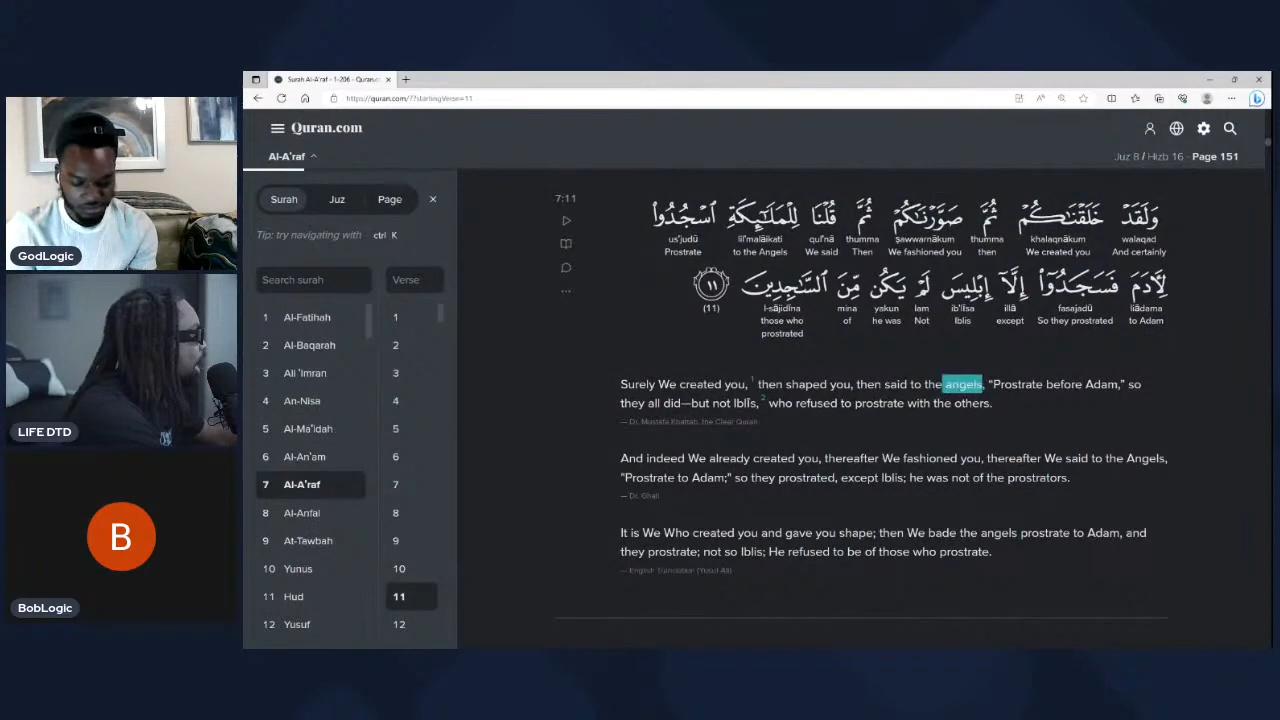 Surah Al-A'raf - 1-206 - Quran.co
https://quran.com/7?startingVerse=11
Quran.com
Al-A'raf
Juz 8 / Hizb 16 - Page 151
Surah
Juz
Page
Tip: try navigating with ctrl K
Search surah
Verse
1 Al-Fatihah
2 Al-Baqarah
3 Ali 'Imran
4 An-Nisa
5 Al-Ma'idah
6 Al-An'am
7 Al-A'raf
8 Al-Anfal
9 At-Tawbah
10 Yunus
11 Hud
12 Yusuf
1
2
3
4
5
6
7
8
9
10
11
12
7:11
وَلَقَدْ خَلَقْنَـٰكُمْ ثُمَّ صَوَّرْنَـٰكُمْ ثُمَّ قُلْنَا لِلْمَلَـٰٓئِكَةِ ٱسْجُدُوا۟
walaqad khalaqnākum thumma ṣawwarnākum thumma qul'nā lil'malāikati us'judū
And certainly We created you then We fashioned you Then We said to the Angels Prostrate
لِـَٔادَمَ فَسَجَدُوٓا۟ إِلَّآ إِبْلِيسَ لَمْ يَكُن مِّنَ ٱلسَّـٰجِدِينَ ١١
liādama fasajadū illā ib'līsa lam yakun mina l-sājidīna (11)
to Adam So they prostrated except Iblis Not he was of those who
prostrated
Surely We created you, 1 then shaped you, then said to the angels, "Prostrate before Adam," so
they all did—but not Iblîs, 2 who refused to prostrate with the others.
— Dr. Mustafa Khattab, the Clear Quran
And indeed We already created you, thereafter We fashioned you, thereafter We said to the Angels,
"Prostrate to Adam;" so they prostrated, except Iblis; he was not of the prostrators.
— Dr. Ghali
It is We Who created you and gave you shape; then We bade the angels prostrate to Adam, and
they prostrate; not so Iblis; He refused to be of those who prostrate.
— English Translation (Yusuf Ali)
GodLogic
LIFE DTD
B
BobLogic